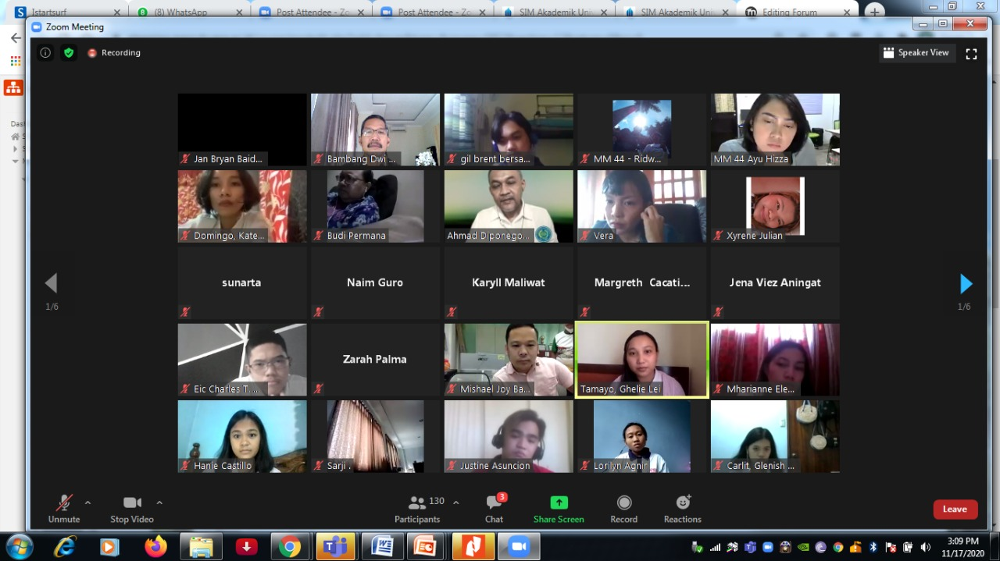 Istartsurf
(8) WhatsApp
Post Attendee - Zo
Post Attendee - Zo
SIM Akademik Uni
SIM Akademik Uni
Editing Forum
Zoom Meeting
Recording
Speaker View
Jan Bryan Baid...
Bambang Dwi ...
gil brent bersa...
MM 44 - Ridw...
MM 44 Ayu Hizza
Domingo, Kate...
Budi Permana
Ahmad Diponego...
Vera
Xyrene Julian
sunarta
Naim Guro
Karyll Maliwat
Margreth Cacati...
Jena Viez Aningat
1/6
1/6
Eic Charles T. ...
Zarah Palma
Mishael Joy Ba...
Tamayo, Ghelie Lei
Mharianne Ele...
Hanie Castillo
Sarji .
Justine Asuncion
Lorilyn Agnir
Carlit, Glenish ...
Unmute
Stop Video
130
Participants
3
Chat
Share Screen
Record
Reactions
Leave
3:09 PM
11/17/2020